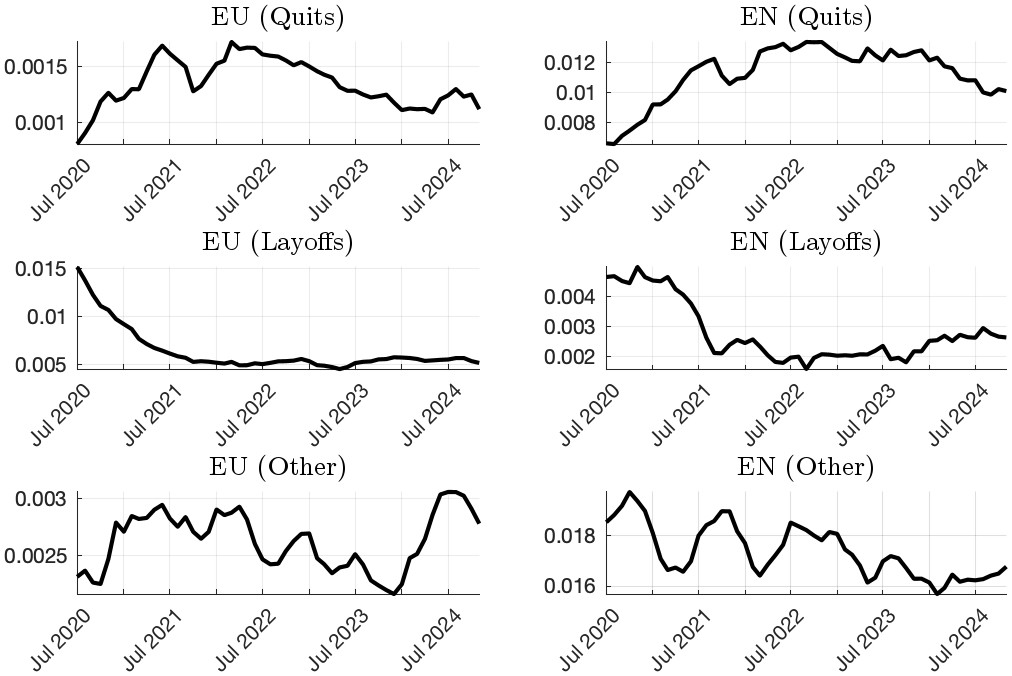 EU (Quits)
0.0015
0.001
Jul 2020
Jul 2021
Jul 2022
Jul 2023
Jul 2024
EN (Quits)
0.012
0.01
0.008
Jul 2020
Jul 2021
Jul 2022
Jul 2023
Jul 2024
EU (Layoffs)
0.015
0.01
0.005
Jul 2020
Jul 2021
Jul 2022
Jul 2023
Jul 2024
EN (Layoffs)
0.004
0.003
0.002
Jul 2020
Jul 2021
Jul 2022
Jul 2023
Jul 2024
EU (Other)
0.003
0.0025
Jul 2020
Jul 2021
Jul 2022
Jul 2023
Jul 2024
EN (Other)
0.018
0.016
Jul 2020
Jul 2021
Jul 2022
Jul 2023
Jul 2024